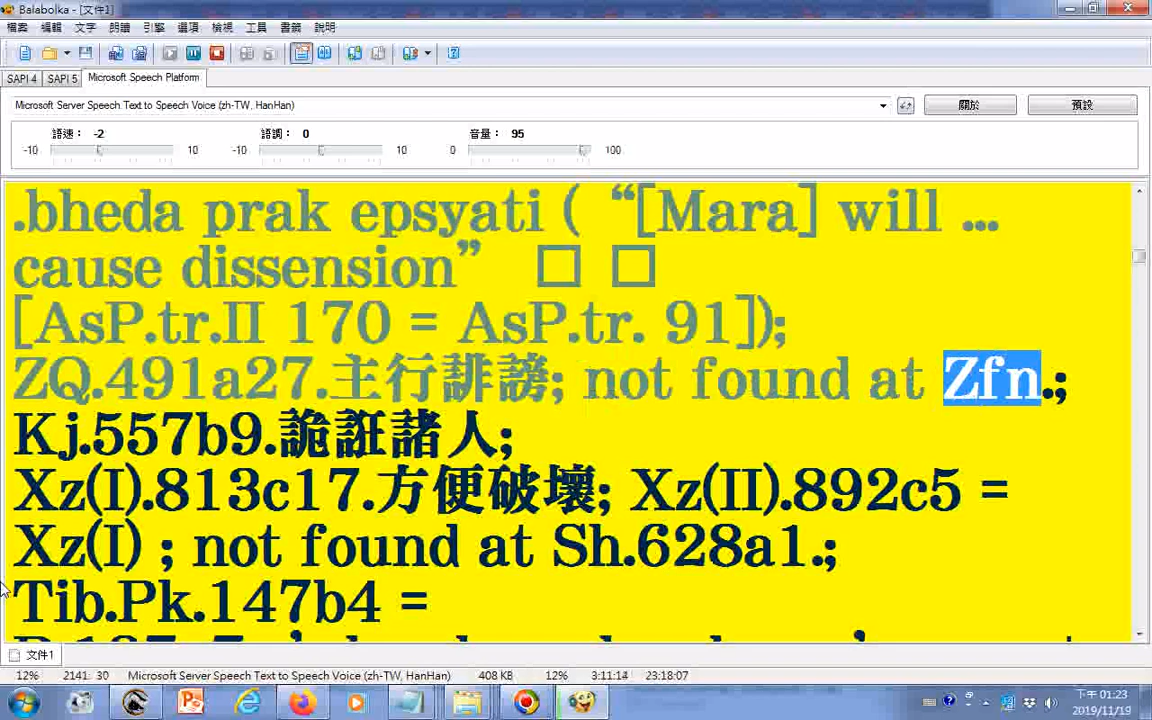 Balabolka - [文件1]
檔案 編輯 文字 朗讀 引擎 選項 檢視 工具 書籤 說明
SAPI 4 SAPI 5 Microsoft Speech Platform
Microsoft Server Speech Text to Speech Voice (zh-TW, HanHan)
關於 預設
語速： -2 語調： 0 音量： 95
-10 10 -10 10 0 100
.bheda prak epsyati (“[Mara] will ...
cause dissension” □ □
[AsP.tr.II 170 = AsP.tr. 91]);
ZQ.491a27.主行誹謗; not found at Zfn.;
Kj.557b9.詭誑諸人;
Xz(I).813c17.方便破壞; Xz(II).892c5 =
Xz(I) ; not found at Sh.628a1.;
Tib.Pk.147b4 =
文件1
12% 2141: 30 Microsoft Server Speech Text to Speech Voice (zh-TW, HanHan) 408 KB 12% 3:11:14 23:18:07
下午 01:23
2019/11/19